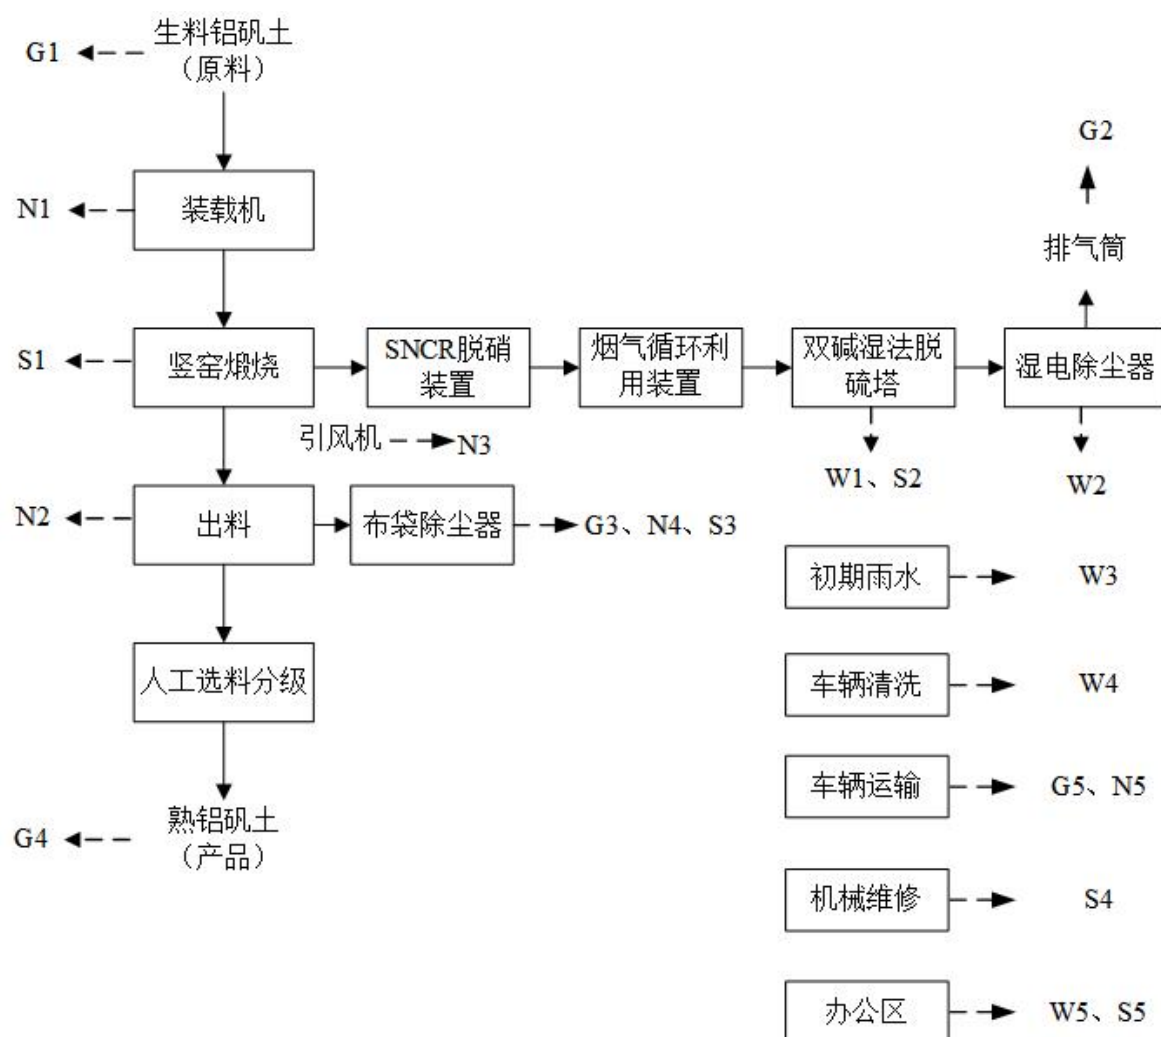 生料铝矾土
（原料）
G1
G2
装载机
N1
排气筒
竖窑煅烧
S1
SNCR脱硝
装置
烟气循环利
用装置
双碱湿法脱
硫塔
湿电除尘器
引风机
N3
W1、S2
W2
出料
N2
布袋除尘器
G3、N4、S3
初期雨水
W3
人工选料分级
车辆清洗
W4
车辆运输
G5、N5
熟铝矾土
（产品）
G4
机械维修
S4
办公区
W5、S5